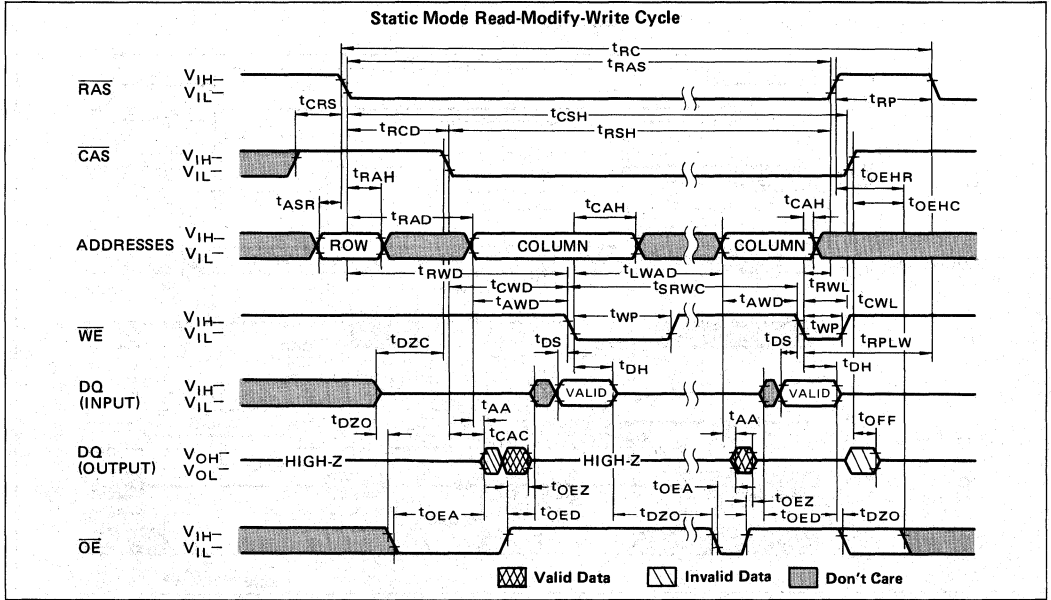 Static Mode Read-Modify-Write Cycle
tRC
tRAS
RAS VIH– VIL–
tCRS tRP
tCSH
tRCD tRSH
CAS VIH– VIL–
tRAH tOEHR
tASR tRAD tCAH tCAH tOEHC
ADDRESSES VIH– VIL– ROW COLUMN COLUMN
tRWD tLWAD tRWL
tCWD tSRWC tCWL
tAWD tAWD
WE VIH– VIL– tWP tWP
tDZC tDS tDS tRPLW
tDH tDH
DQ (INPUT) VIH– VIL– VALID VALID
tDZO tAA tAA tOFF
tCAC
DQ (OUTPUT) VOH– VOL– HIGH-Z HIGH-Z
tOEZ tOEA tOEZ
tOEA tOED tDZO tOED tDZO
OE VIH– VIL–
Valid Data Invalid Data Don't Care